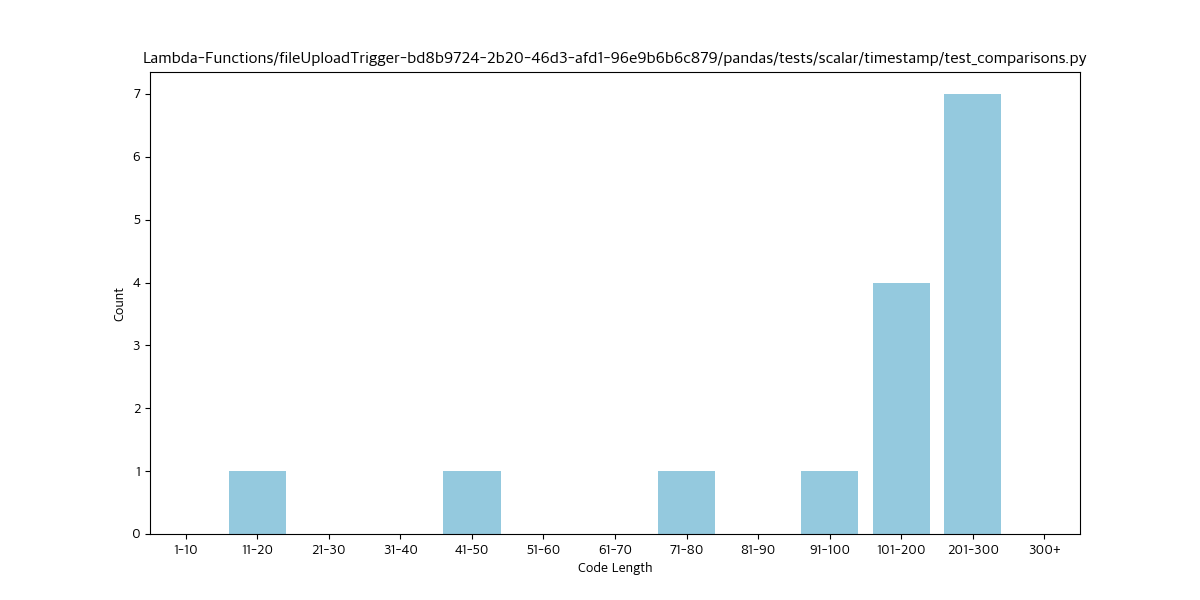 Lambda-Functions/fileUploadTrigger-bd8b9724-2b20-46d3-afd1-96e9b6b6c879/pandas/tests/scalar/timestamp/test_comparisons.py
7
6
5
4
3
2
1
0
Count
1-10 11-20 21-30 31-40 41-50 51-60 61-70 71-80 81-90 91-100 101-200 201-300 300+
Code Length